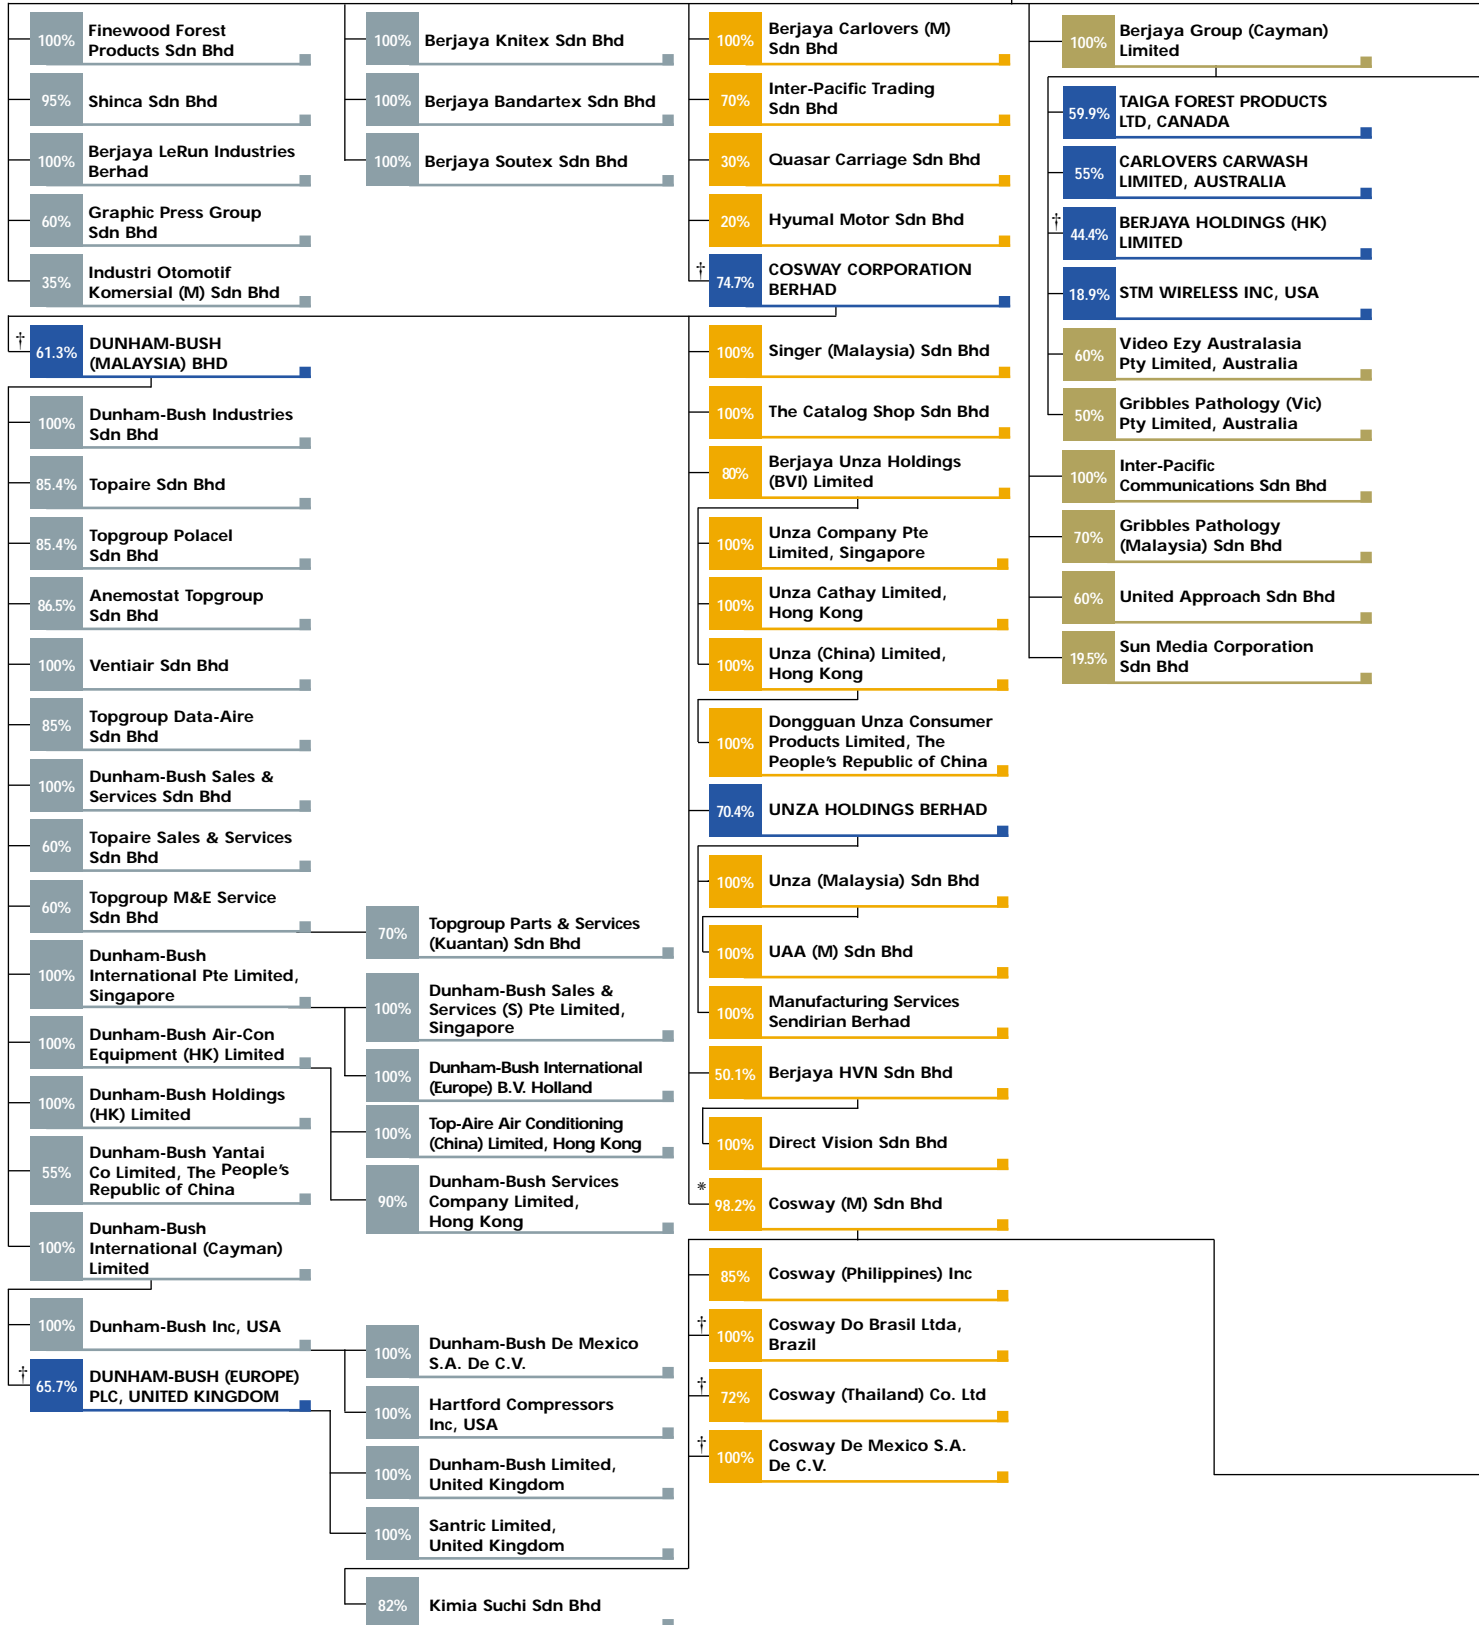 100%
Finewood Forest
Products Sdn Bhd
95%
Shinca Sdn Bhd
100%
Berjaya LeRun Industries
Berhad
60%
Graphic Press Group
Sdn Bhd
35%
Industri Otomotif
Komersial (M) Sdn Bhd
100%
Berjaya Knitex Sdn Bhd
100%
Berjaya Bandartex Sdn Bhd
100%
Berjaya Soutex Sdn Bhd
100%
Berjaya Carlovers (M)
Sdn Bhd
70%
Inter-Pacific Trading
Sdn Bhd
30%
Quasar Carriage Sdn Bhd
20%
Hyumal Motor Sdn Bhd
†
74.7%
COSWAY CORPORATION
BERHAD
100%
Berjaya Group (Cayman)
Limited
59.9%
TAIGA FOREST PRODUCTS
LTD, CANADA
55%
CARLOVERS CARWASH
LIMITED, AUSTRALIA
†
44.4%
BERJAYA HOLDINGS (HK)
LIMITED
18.9%
STM WIRELESS INC, USA
60%
Video Ezy Australasia
Pty Limited, Australia
50%
Gribbles Pathology (Vic)
Pty Limited, Australia
100%
Inter-Pacific
Communications Sdn Bhd
70%
Gribbles Pathology
(Malaysia) Sdn Bhd
60%
United Approach Sdn Bhd
19.5%
Sun Media Corporation
Sdn Bhd
†
61.3%
DUNHAM-BUSH
(MALAYSIA) BHD
100%
Dunham-Bush Industries
Sdn Bhd
85.4%
Topaire Sdn Bhd
85.4%
Topgroup Polacel
Sdn Bhd
86.5%
Anemostat Topgroup
Sdn Bhd
100%
Ventiair Sdn Bhd
85%
Topgroup Data-Aire
Sdn Bhd
100%
Dunham-Bush Sales &
Services Sdn Bhd
60%
Topaire Sales & Services
Sdn Bhd
60%
Topgroup M&E Service
Sdn Bhd
70%
Topgroup Parts & Services
(Kuantan) Sdn Bhd
100%
Dunham-Bush
International Pte Limited,
Singapore
100%
Dunham-Bush Sales &
Services (S) Pte Limited,
Singapore
100%
Dunham-Bush International
(Europe) B.V. Holland
100%
Dunham-Bush Air-Con
Equipment (HK) Limited
100%
Top-Aire Air Conditioning
(China) Limited, Hong Kong
90%
Dunham-Bush Services
Company Limited,
Hong Kong
100%
Dunham-Bush Holdings
(HK) Limited
55%
Dunham-Bush Yantai
Co Limited, The People's
Republic of China
100%
Dunham-Bush
International (Cayman)
Limited
100%
Dunham-Bush Inc, USA
100%
Dunham-Bush De Mexico
S.A. De C.V.
100%
Hartford Compressors
Inc, USA
†
65.7%
DUNHAM-BUSH (EUROPE)
PLC, UNITED KINGDOM
100%
Dunham-Bush Limited,
United Kingdom
100%
Santric Limited,
United Kingdom
100%
Singer (Malaysia) Sdn Bhd
100%
The Catalog Shop Sdn Bhd
80%
Berjaya Unza Holdings
(BVI) Limited
100%
Unza Company Pte
Limited, Singapore
100%
Unza Cathay Limited,
Hong Kong
100%
Unza (China) Limited,
Hong Kong
100%
Dongguan Unza Consumer
Products Limited, The
People's Republic of China
70.4%
UNZA HOLDINGS BERHAD
100%
Unza (Malaysia) Sdn Bhd
100%
UAA (M) Sdn Bhd
100%
Manufacturing Services
Sendirian Berhad
50.1%
Berjaya HVN Sdn Bhd
100%
Direct Vision Sdn Bhd
*
98.2%
Cosway (M) Sdn Bhd
85%
Cosway (Philippines) Inc
†
100%
Cosway Do Brasil Ltda,
Brazil
†
72%
Cosway (Thailand) Co. Ltd
†
100%
Cosway De Mexico S.A.
De C.V.
82%
Kimia Suchi Sdn Bhd